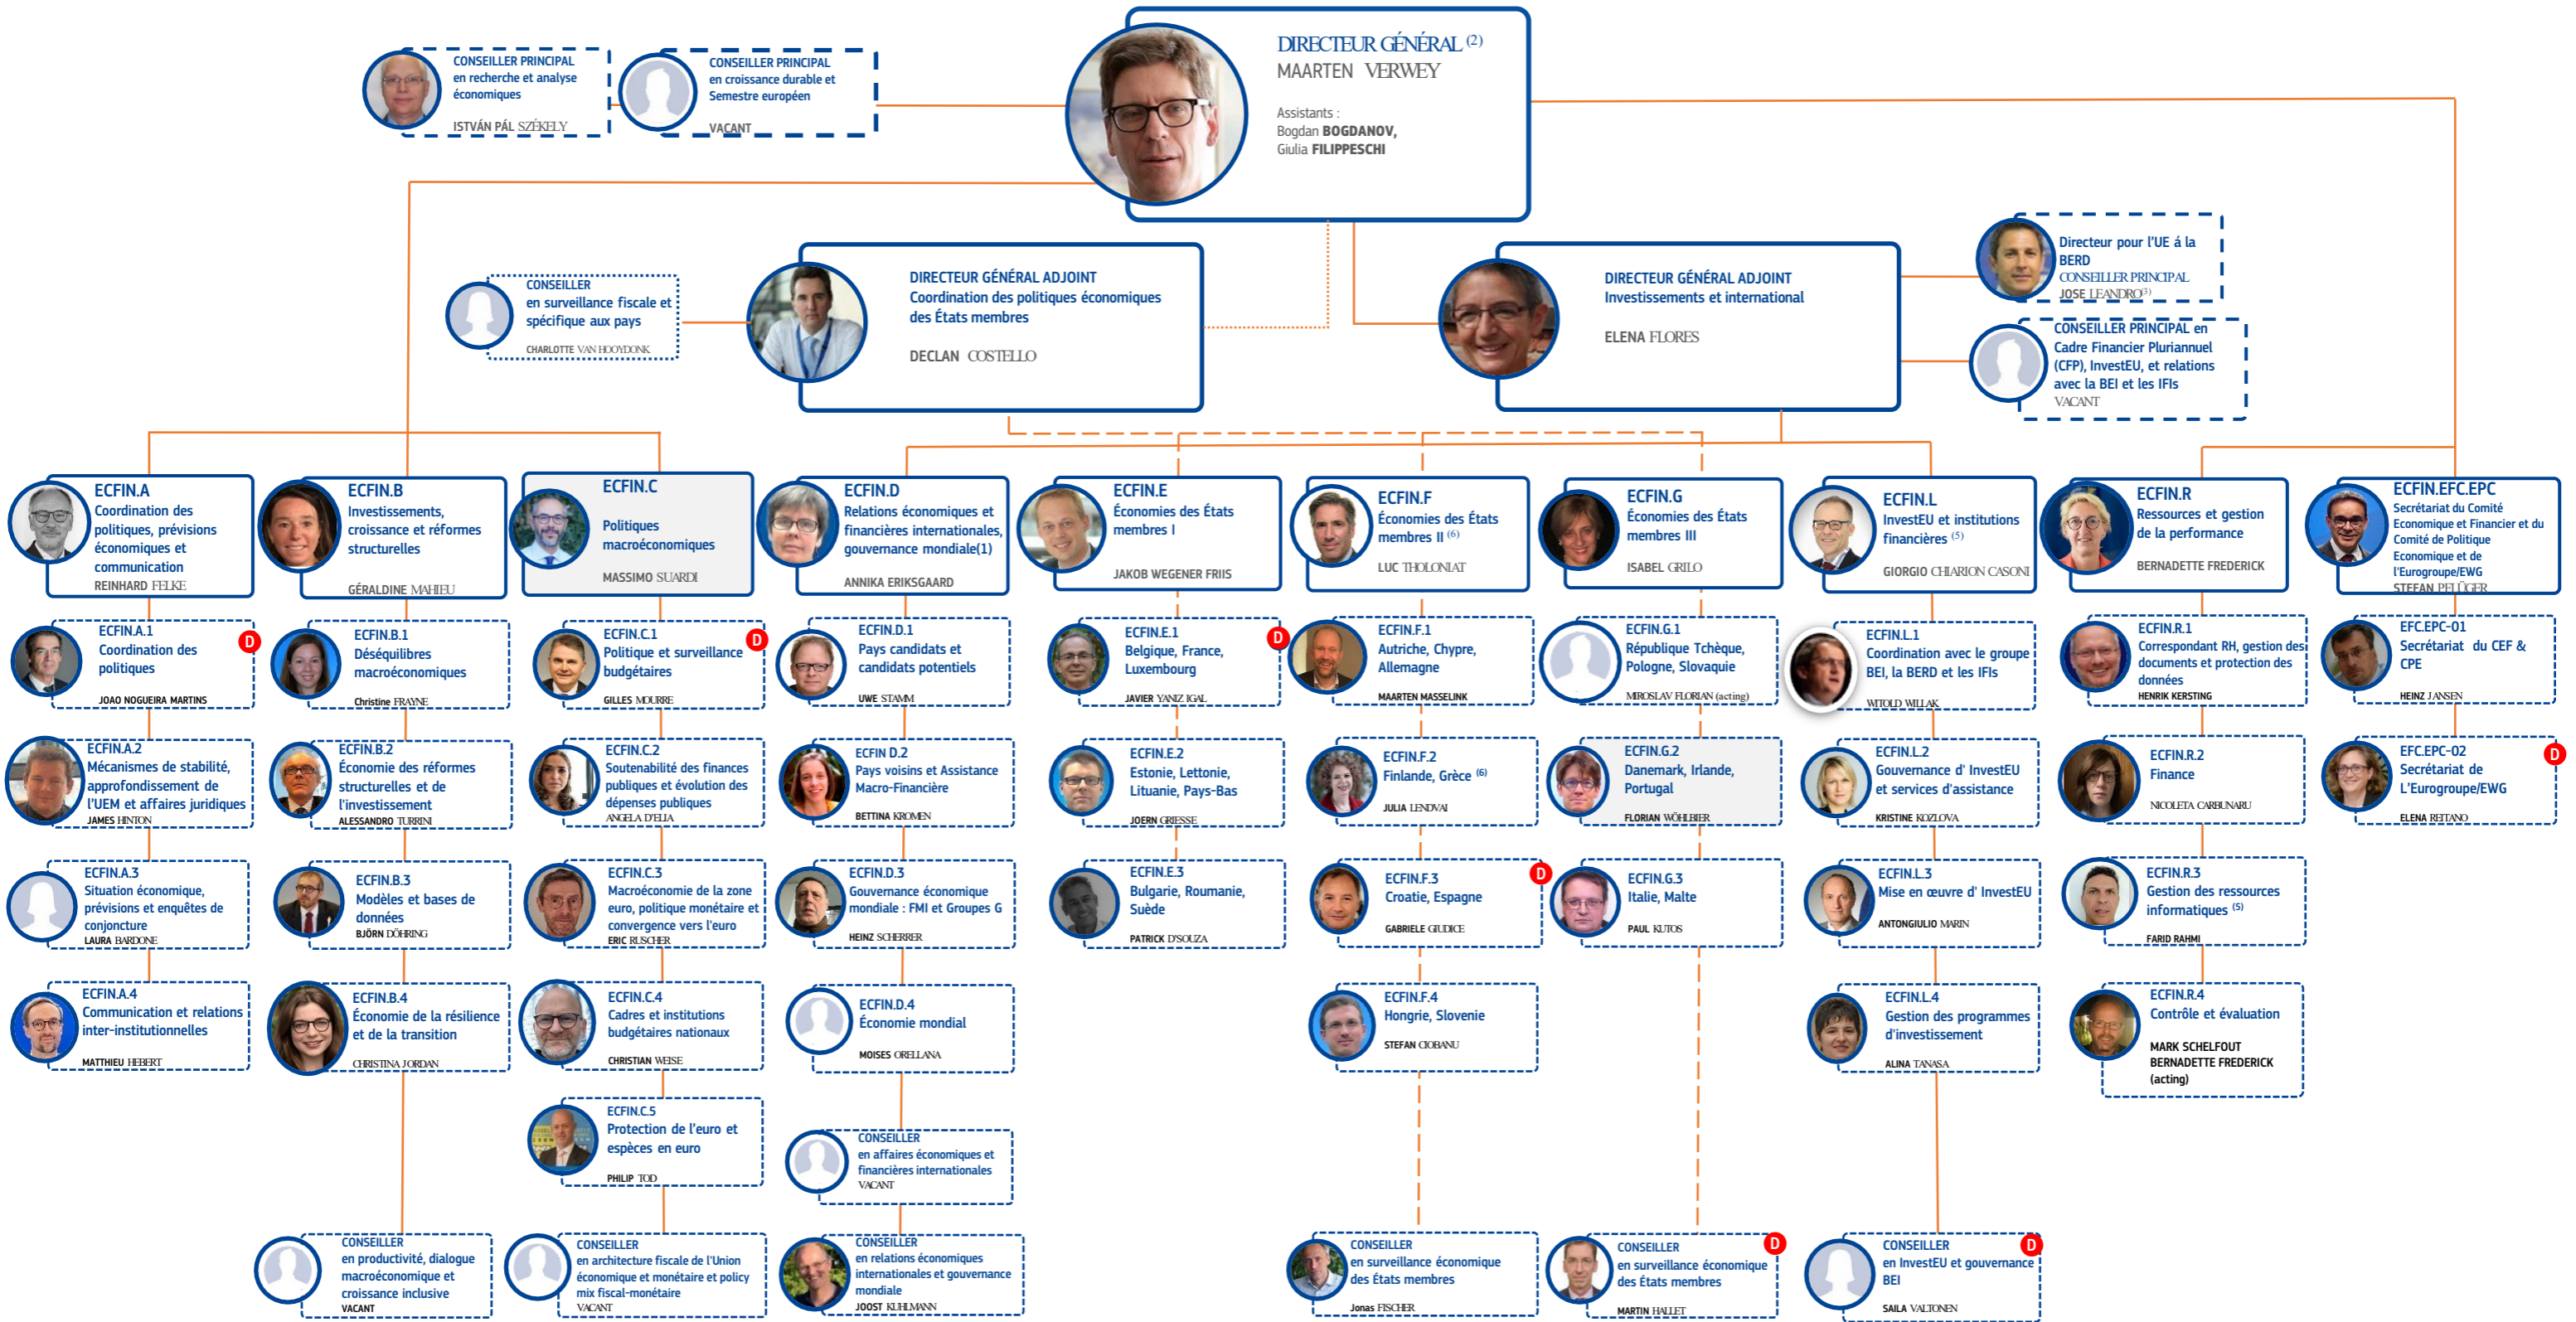 CONSEILLER PRINCIPAL
en recherche et analyse
économiques
ISTVÁN PÁL SZÉKELY
CONSEILLER PRINCIPAL
en croissance durable et
Semestre européen
VACANT
DIRECTEUR GÉNÉRAL (2)
MAARTEN VERWEY
Assistants :
Bogdan BOGDANOV,
Giulia FILIPPESCHI
CONSEILLER
en surveillance fiscale et
spécifique aux pays
CHARLOTTE VAN HOOYDONK
DIRECTEUR GÉNÉRAL ADJOINT
Coordination des politiques économiques
des États membres
DECLAN COSTELLO
DIRECTEUR GÉNÉRAL ADJOINT
Investissements et international
ELENA FLORES
Directeur pour l'UE á la
BERD
CONSEILLER PRINCIPAL
JOSE LEANDRO(3)
CONSEILLER PRINCIPAL en
Cadre Financier Pluriannuel
(CFP), InvestEU, et relations
avec la BEI et les IFIs
VACANT
ECFIN.A
Coordination des
politiques, prévisions
économiques et
communication
REINHARD FELKE
ECFIN.B
Investissements,
croissance et réformes
structurelles
GÉRALDINE MAHIEU
ECFIN.C
Politiques
macroéconomiques
MASSIMO SUARDI
ECFIN.D
Relations économiques et
financières internationales,
gouvernance mondiale(1)
ANNIKA ERIKSGAARD
ECFIN.E
Économies des États
membres I
JAKOB WEGENER FRIIS
ECFIN.F
Économies des États
membres II (6)
LUC THOLONIAT
ECFIN.G
Économies des États
membres III
ISABEL GRILO
ECFIN.L
InvestEU et institutions
financières (5)
GIORGIO CHIARION CASONI
ECFIN.R
Ressources et gestion
de la performance
BERNADETTE FREDERICK
ECFIN.EFC.EPC
Secrétariat du Comité
Economique et Financier et du
Comité de Politique
Economique et de
l'Eurogroupe/EWG
STEFAN PFLÜGER
ECFIN.A.1
Coordination des
politiques
JOAO NOGUEIRA MARTINS
D
ECFIN.B.1
Déséquilibres
macroéconomiques
Christine FRAYNE
ECFIN.C.1
Politique et surveillance
budgétaires
GILLES MOURRE
D
ECFIN.D.1
Pays candidats et
candidats potentiels
UWE STAMM
ECFIN.E.1
Belgique, France,
Luxembourg
JAVIER YANIZ IGAL
D
ECFIN.F.1
Autriche, Chypre,
Allemagne
MAARTEN MASSELINK
ECFIN.G.1
République Tchèque,
Pologne, Slovaquie
MIROSLAV FLORIAN (acting)
ECFIN.L.1
Coordination avec le groupe
BEI, la BERD et les IFIs
WITOLD WILLAK
ECFIN.R.1
Correspondant RH, gestion des
documents et protection des
données
HENRIK KERSTING
EFC.EPC-01
Secrétariat du CEF &
CPE
HEINZ JANSEN
ECFIN.A.2
Mécanismes de stabilité,
approfondissement de
l'UEM et affaires juridiques
JAMES HINTON
ECFIN.B.2
Économie des réformes
structurelles et de
l'investissement
ALESSANDRO TURRINI
ECFIN.C.2
Soutenabilité des finances
publiques et évolution des
dépenses publiques
ANGELA D'ELIA
ECFIN D.2
Pays voisins et Assistance
Macro-Financière
BETTINA KROMEN
ECFIN.E.2
Estonie, Lettonie,
Lituanie, Pays-Bas
JOERN GRIESSE
ECFIN.F.2
Finlande, Grèce (6)
JULIA LENDVAI
ECFIN.G.2
Danemark, Irlande,
Portugal
FLORIAN WÖHLBIER
ECFIN.L.2
Gouvernance d' InvestEU
et services d'assistance
KRISTINE KOZLOVA
ECFIN.R.2
Finance
NICOLETA CARBUNARU
EFC.EPC-02
Secrétariat de
L'Eurogroupe/EWG
ELENA REITANO
D
ECFIN.A.3
Situation économique,
prévisions et enquêtes de
conjoncture
LAURA BARDONE
ECFIN.B.3
Modèles et bases de
données
BJÖRN DÖHRING
ECFIN.C.3
Macroéconomie de la zone
euro, politique monétaire et
convergence vers l'euro
ERIC RUSCHER
ECFIN.D.3
Gouvernance économique
mondiale : FMI et Groupes G
HEINZ SCHERRER
ECFIN.E.3
Bulgarie, Roumanie,
Suède
PATRICK D'SOUZA
ECFIN.F.3
Croatie, Espagne
GABRIELE GIUDICE
D
ECFIN.G.3
Italie, Malte
PAUL KUTOS
ECFIN.L.3
Mise en œuvre d' InvestEU
ANTONGIULIO MARIN
ECFIN.R.3
Gestion des ressources
informatiques (5)
FARID RAHMI
ECFIN.A.4
Communication et relations
inter-institutionnelles
MATTHIEU HEBERT
ECFIN.B.4
Économie de la résilience
et de la transition
CHRISTINA JORDAN
ECFIN.C.4
Cadres et institutions
budgétaires nationaux
CHRISTIAN WEISE
ECFIN.D.4
Économie mondial
MOISES ORELLANA
ECFIN.F.4
Hongrie, Slovenie
STEFAN CIOBANU
ECFIN.L.4
Gestion des programmes
d'investissement
ALINA TANASA
ECFIN.R.4
Contrôle et évaluation
MARK SCHELFOUT
BERNADETTE FREDERICK
(acting)
ECFIN.C.5
Protection de l'euro et
espèces en euro
PHILIP TOD
CONSEILLER
en affaires économiques et
financières internationales
VACANT
CONSEILLER
en productivité, dialogue
macroéconomique et
croissance inclusive
VACANT
CONSEILLER
en architecture fiscale de l'Union
économique et monétaire et policy
mix fiscal-monétaire
VACANT
CONSEILLER
en relations économiques
internationales et gouvernance
mondiale
JOOST KUHLMANN
CONSEILLER
en surveillance économique
des États membres
Jonas FISCHER
CONSEILLER
en surveillance économique
des États membres
MARTIN HALLET
D
CONSEILLER
en InvestEU et gouvernance
BEI
SAILA VALTONEN
D